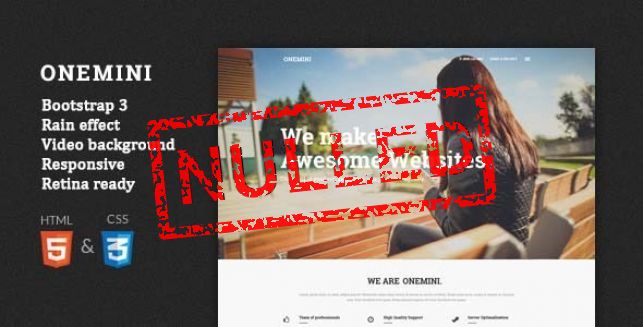 ONEMINI
Bootstrap 3
Rain effect
Video background
Responsive
Retina ready
HTML
CSS
5 & 3
ONEMINI
We make
Awesome Websites
NULLED
WE ARE ONEMINI.
Team of professionals
High Quality Support
Server Optimization